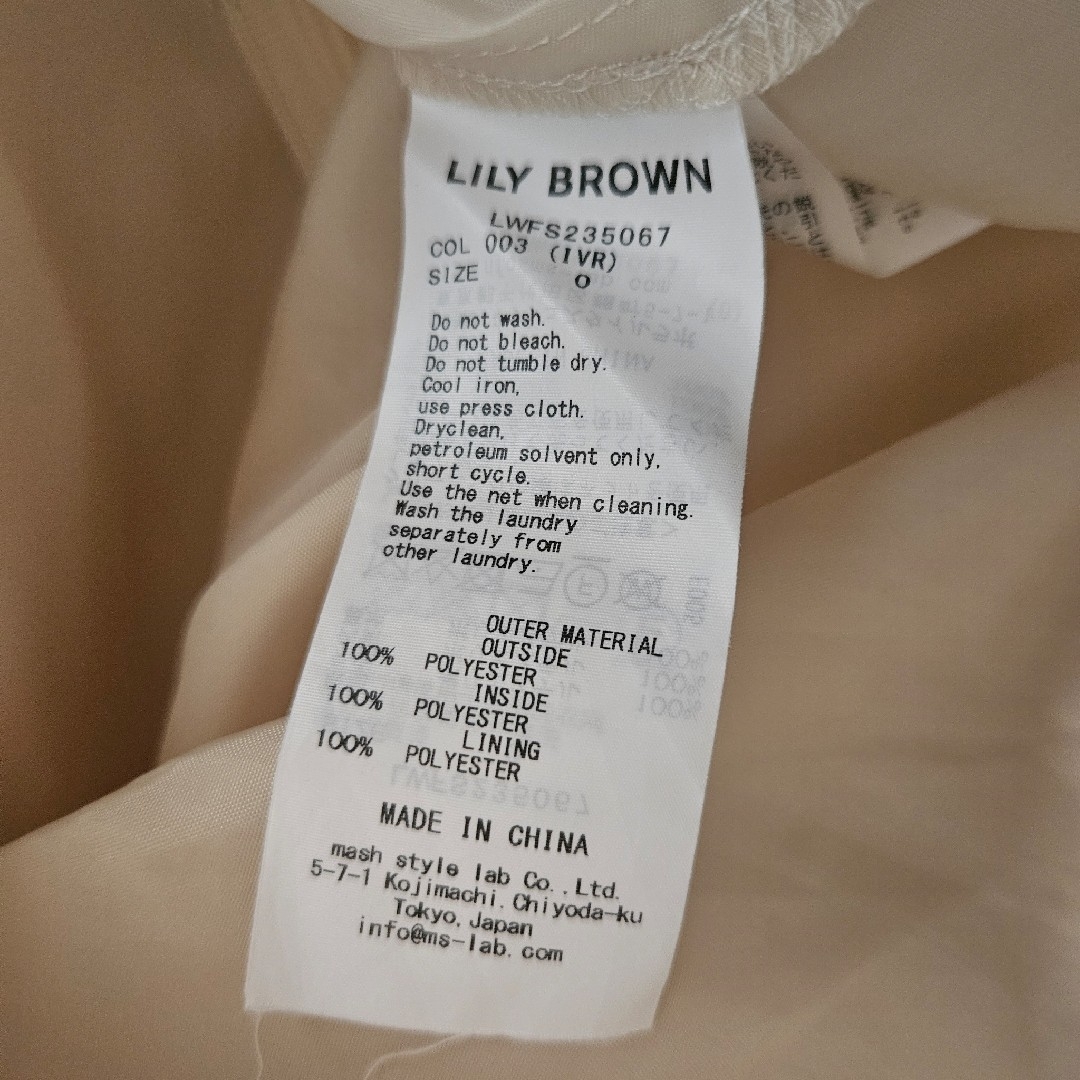 LILY BROWN
LWFS235067
COL 003 (IVR)
SIZE 0
Do not wash.
Do not bleach.
Do not tumble dry.
Cool iron,
use press cloth.
Dryclean,
petroleum solvent only,
short cycle.
Use the net when cleaning.
Wash the laundry
separately from
other laundry.
OUTER MATERIAL
OUTSIDE
100% POLYESTER
INSIDE
100% POLYESTER
LINING
100% POLYESTER
MADE IN CHINA
mash style lab Co.,Ltd.
5-7-1 Kojimachi.Chiyoda-ku
Tokyo,Japan
info@ms-lab.com